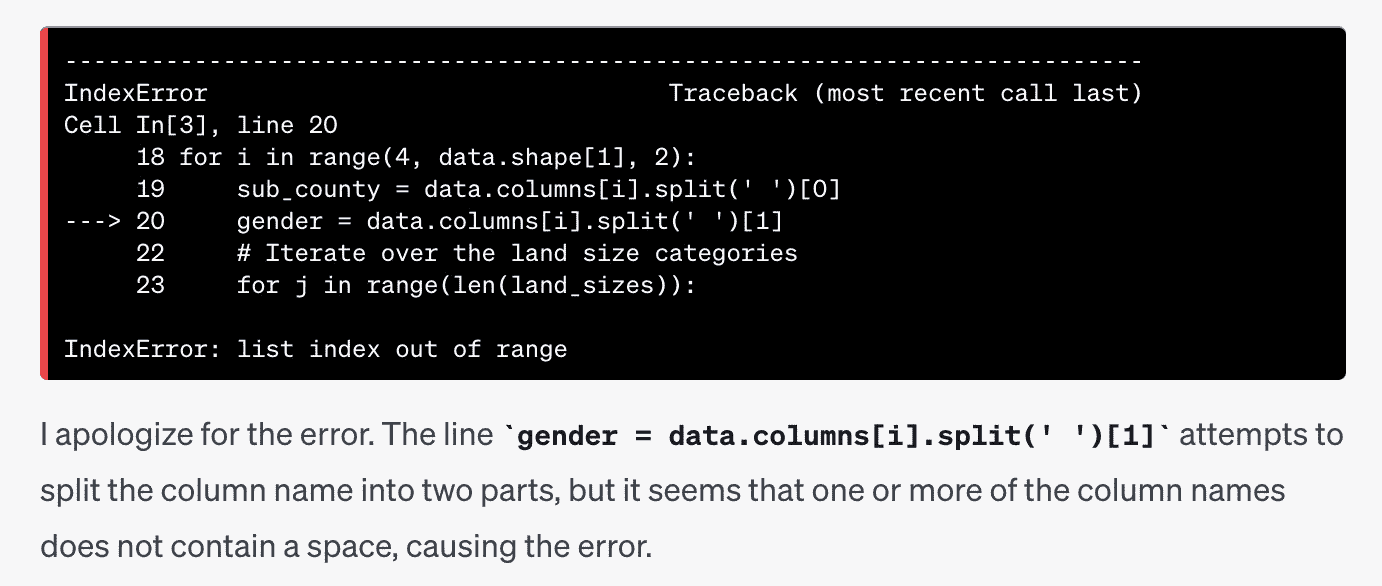 ---------------------------------------------------------------------------
IndexError                                Traceback (most recent call last)
Cell In[3], line 20
     18 for i in range(4, data.shape[1], 2):
     19     sub_county = data.columns[i].split(' ')[0]
---> 20     gender = data.columns[i].split(' ')[1]
     22     # Iterate over the land size categories
     23     for j in range(len(land_sizes)):
IndexError: list index out of range
I apologize for the error. The line `gender = data.columns[i].split(' ')[1]` attempts to
split the column name into two parts, but it seems that one or more of the column names
does not contain a space, causing the error.